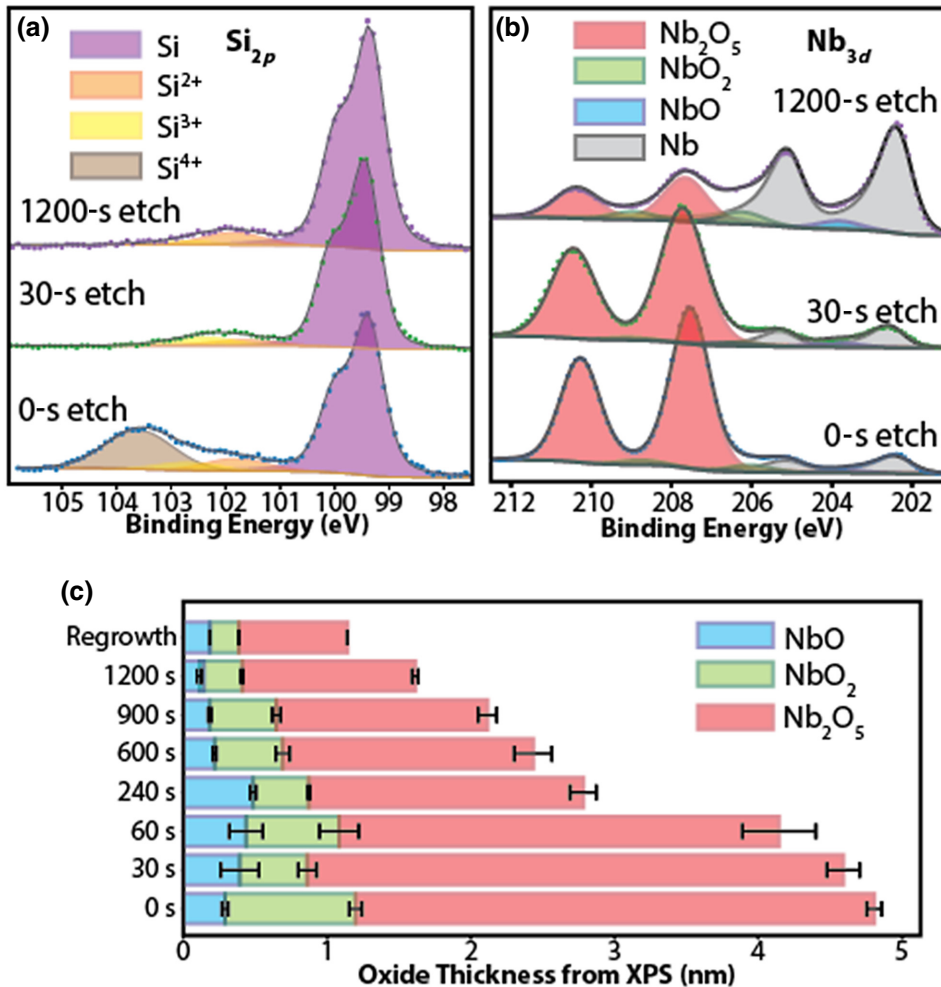 (a)
Si2p
Si
Si2+
Si3+
Si4+
1200-s etch
30-s etch
0-s etch
105 104 103 102 101 100 99 98
Binding Energy (eV)
(b)
Nb3d
Nb2O5
NbO2
NbO
Nb
1200-s etch
30-s etch
0-s etch
212 210 208 206 204 202
Binding Energy (eV)
(c)
NbO
NbO2
Nb2O5
Regrowth
1200 s
900 s
600 s
240 s
60 s
30 s
0 s
0 1 2 3 4 5
Oxide Thickness from XPS (nm)